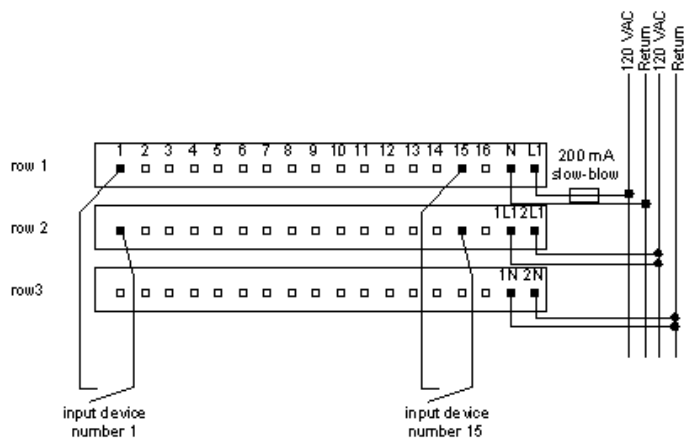 120 VAC
Return
120 VAC
Return
1 2 3 4 5 6 7 8 9 10 11 12 13 14 15 16 N L1
200 mA
slow-blow
row 1
1L1 2L1
row 2
1N 2N
row3
input device
number 1
input device
number 15